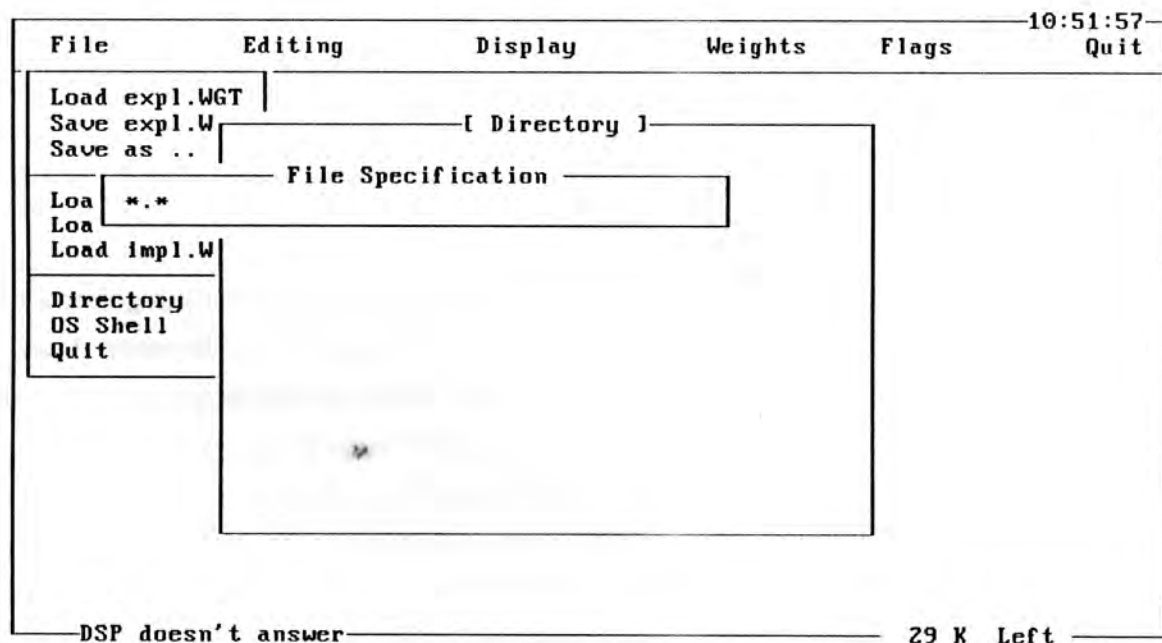 10:51:57
File Editing Display Weights Flags Quit
Load expl.WGT
Save expl.W
[ Directory ]
Save as ..
File Specification
Loa *.*
Loa
Load impl.W
Directory
OS Shell
Quit
DSP doesn't answer 29 K Left